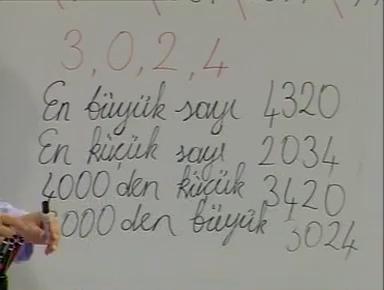 3, 0, 2, 4
En büyük sayı 4320
En küçük sayı 2034
4000 den küçük 3420
000 den büyük 3024